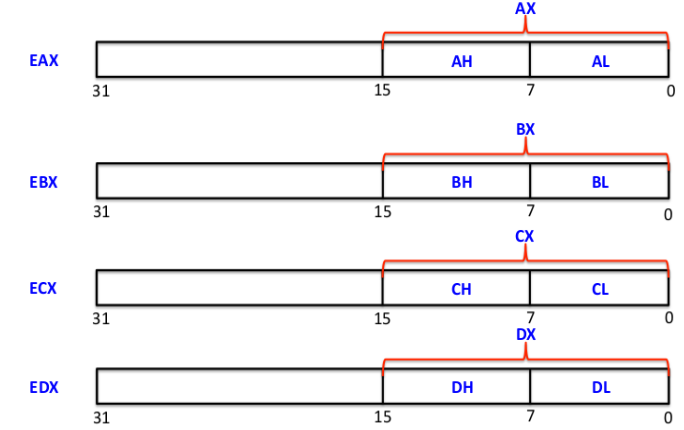 AX
EAX AH AL
31 15 7 0
BX
EBX BH BL
31 15 7 0
CX
ECX CH CL
31 15 7 0
DX
EDX DH DL
31 15 7 0